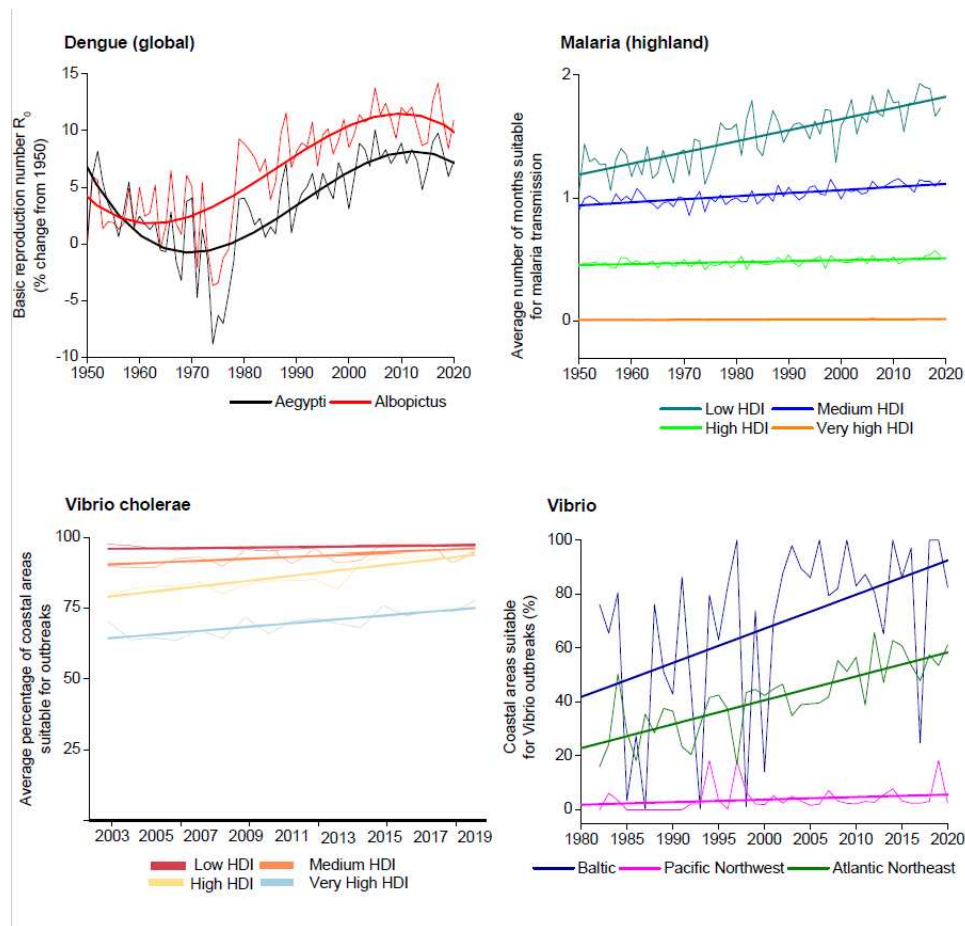 Dengue (global)
Basic reproduction number R0
(% change from 1950)
15
10
5
0
-5
-10
1950 1960 1970 1980 1990 2000 2010 2020
Aegypti Albopictus
Malaria (highland)
Average number of months suitable
for malaria transmission
2
1
0
1950 1960 1970 1980 1990 2000 2010 2020
Low HDI Medium HDI
High HDI Very high HDI
Vibrio cholerae
Average percentage of coastal areas
suitable for outbreaks
100
75
50
25
2003 2005 2007 2009 2011 2013 2015 2017 2019
Low HDI Medium HDI
High HDI Very High HDI
Vibrio
Coastal areas suitable
for Vibrio outbreaks (%)
100
80
60
40
20
0
1980 1985 1990 1995 2000 2005 2010 2015 2020
Baltic Pacific Northwest Atlantic Northeast